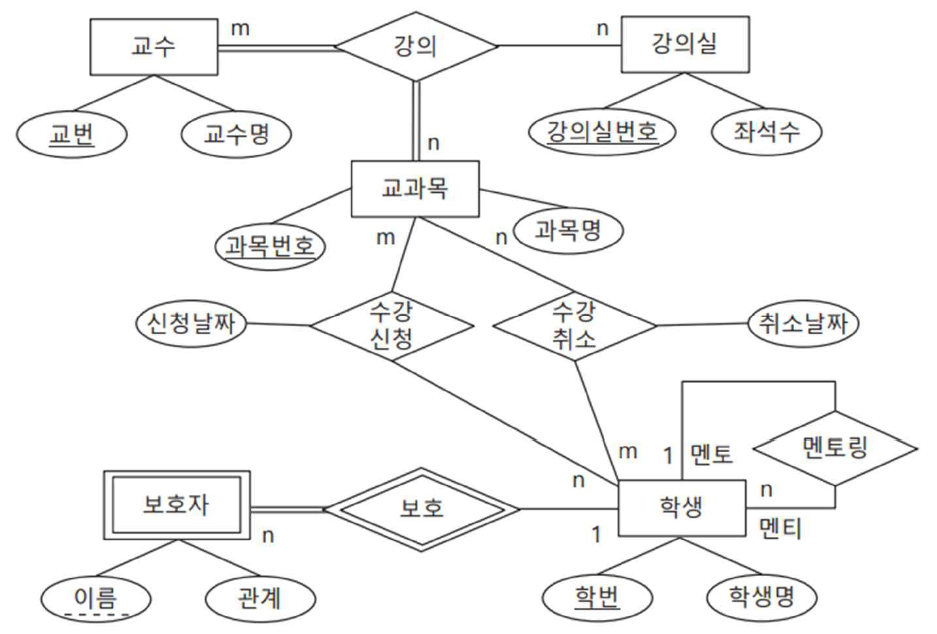 m
n
교수
강의
강의실
교번
교수명
강의실번호
좌석수
n
교과목
과목번호
과목명
m
n
신청날짜
수강
신청
수강
취소
취소날짜
멘토링
m
1
멘토
n
n
보호자
보호
학생
n
1
멘티
이름
관계
학번
학생명